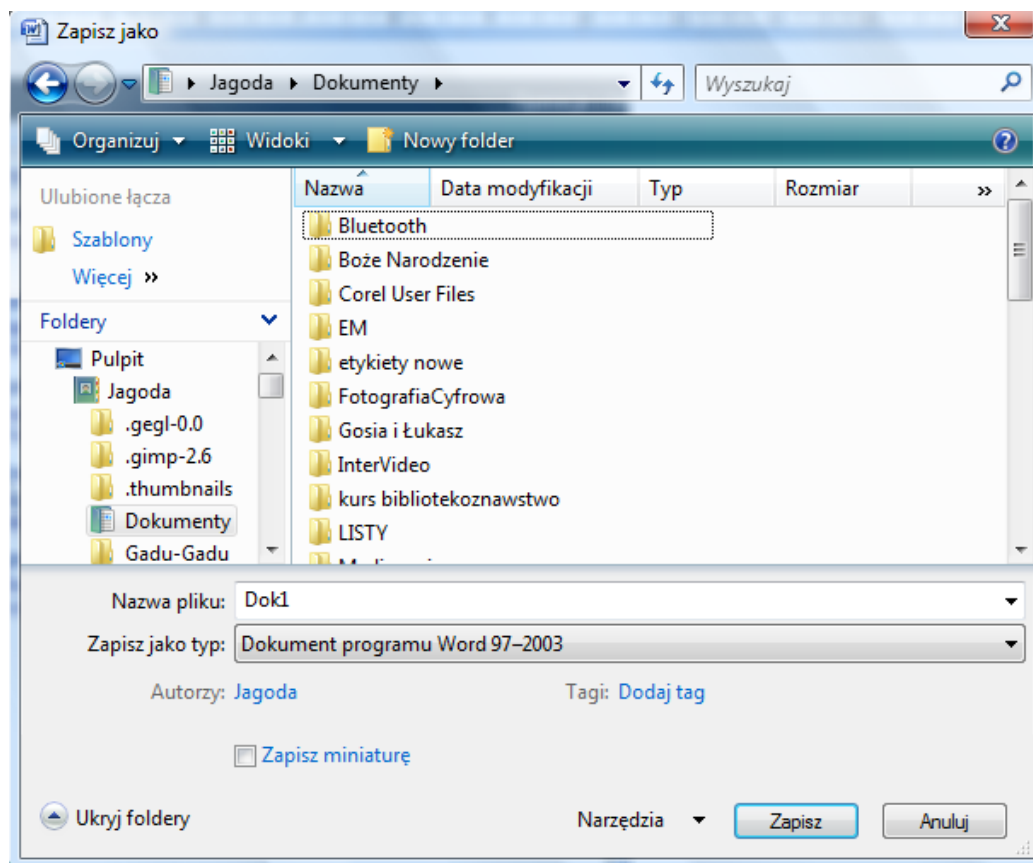 Zapisz jako
Jagoda Dokumenty Wyszukaj
Organizuj Widoki Nowy folder
Ulubione łącza
Szablony
Więcej »
Foldery
Pulpit
Jagoda
.gegl-0.0
.gimp-2.6
.thumbnails
Dokumenty
Gadu-Gadu
Nazwa Data modyfikacji Typ Rozmiar »
Bluetooth
Boże Narodzenie
Corel User Files
EM
etykiety nowe
FotografiaCyfrowa
Gosia i Łukasz
InterVideo
kurs bibliotekoznawstwo
LISTY
Nazwa pliku: Dok1
Zapisz jako typ: Dokument programu Word 97–2003
Autorzy: Jagoda Tagi: Dodaj tag
Zapisz miniaturę
Ukryj foldery Narzędzia Zapisz Anuluj